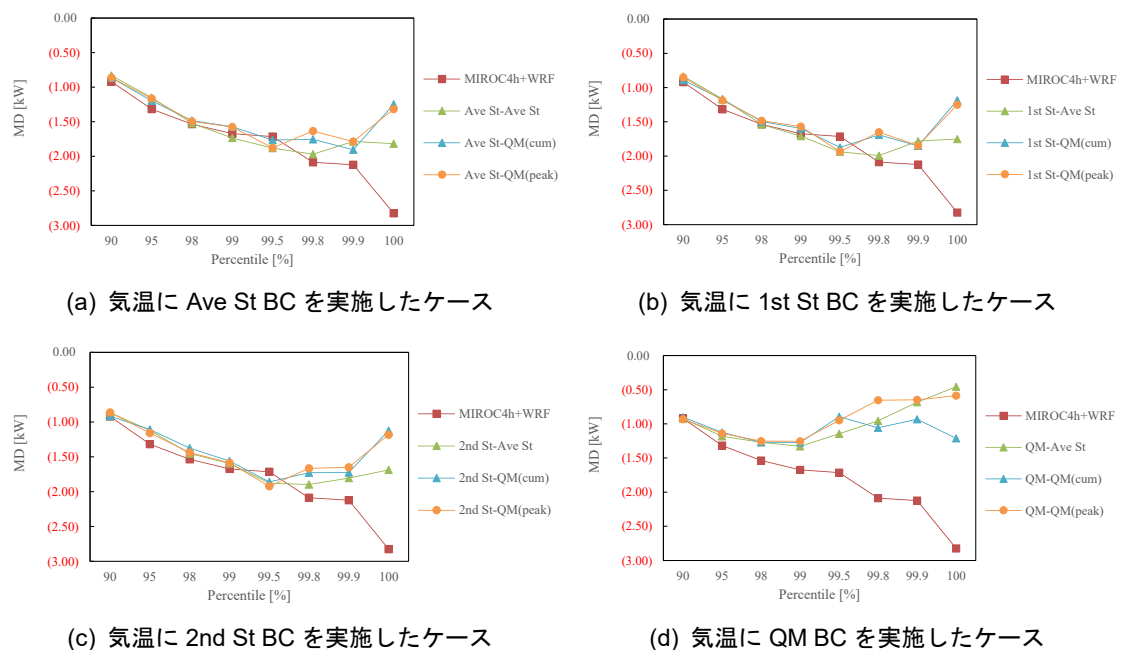 0.00
(0.50)
(1.00)
(1.50)
(2.00)
(2.50)
(3.00)
MD [kW]
90 95 98 99 99.5 99.8 99.9 100
Percentile [%]
MIROC4h+WRF
Ave St-Ave St
Ave St-QM(cum)
Ave St-QM(peak)
(a) 気温に Ave St BC を実施したケース
0.00
(0.50)
(1.00)
(1.50)
(2.00)
(2.50)
(3.00)
MD [kW]
90 95 98 99 99.5 99.8 99.9 100
Percentile [%]
MIROC4h+WRF
1st St-Ave St
1st St-QM(cum)
1st St-QM(peak)
(b) 気温に 1st St BC を実施したケース
0.00
(0.50)
(1.00)
(1.50)
(2.00)
(2.50)
(3.00)
MD [kW]
90 95 98 99 99.5 99.8 99.9 100
Percentile [%]
MIROC4h+WRF
2nd St-Ave St
2nd St-QM(cum)
2nd St-QM(peak)
(c) 気温に 2nd St BC を実施したケース
0.00
(0.50)
(1.00)
(1.50)
(2.00)
(2.50)
(3.00)
MD [kW]
90 95 98 99 99.5 99.8 99.9 100
Percentile [%]
MIROC4h+WRF
QM-Ave St
QM-QM(cum)
QM-QM(peak)
(d) 気温に QM BC を実施したケース